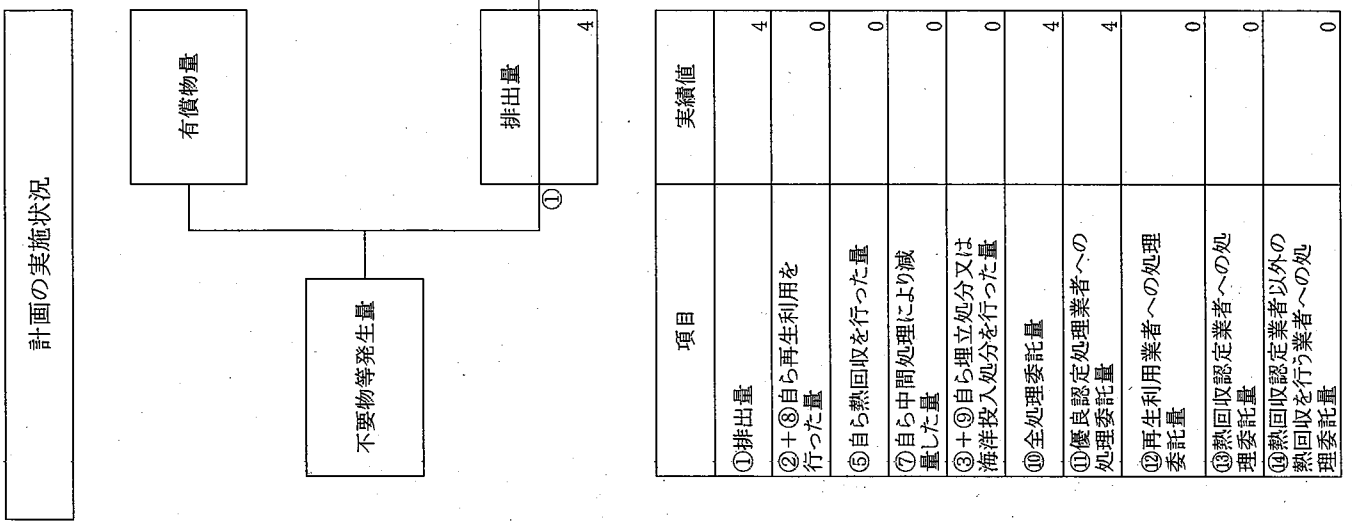 計画の実施状況
不要物等発生量
有償物量
排出量
①
4
項目
実績値
①排出量
4
②+⑧自ら再生利用を
行った量
0
⑤自ら熱回収を行った量
0
⑦自ら中間処理により減
量した量
0
③+⑨自ら埋立処分又は
海洋投入処分を行った量
0
⑩全処理委託量
4
⑪優良認定処理業者への
処理委託量
4
⑫再生利用業者への処理
委託量
0
⑬熱回収認定業者への処
理委託量
0
⑭熱回収認定業者以外の
熱回収を行う業者への処
理委託量
0